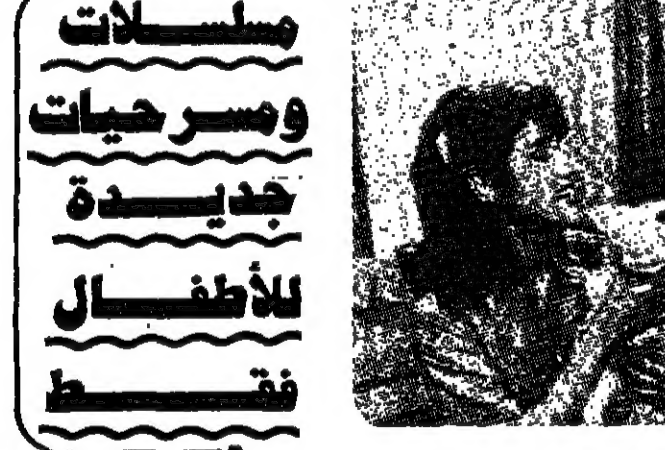 مسلسلات
ومسرحيات
جديدة
للأطفال
فقط